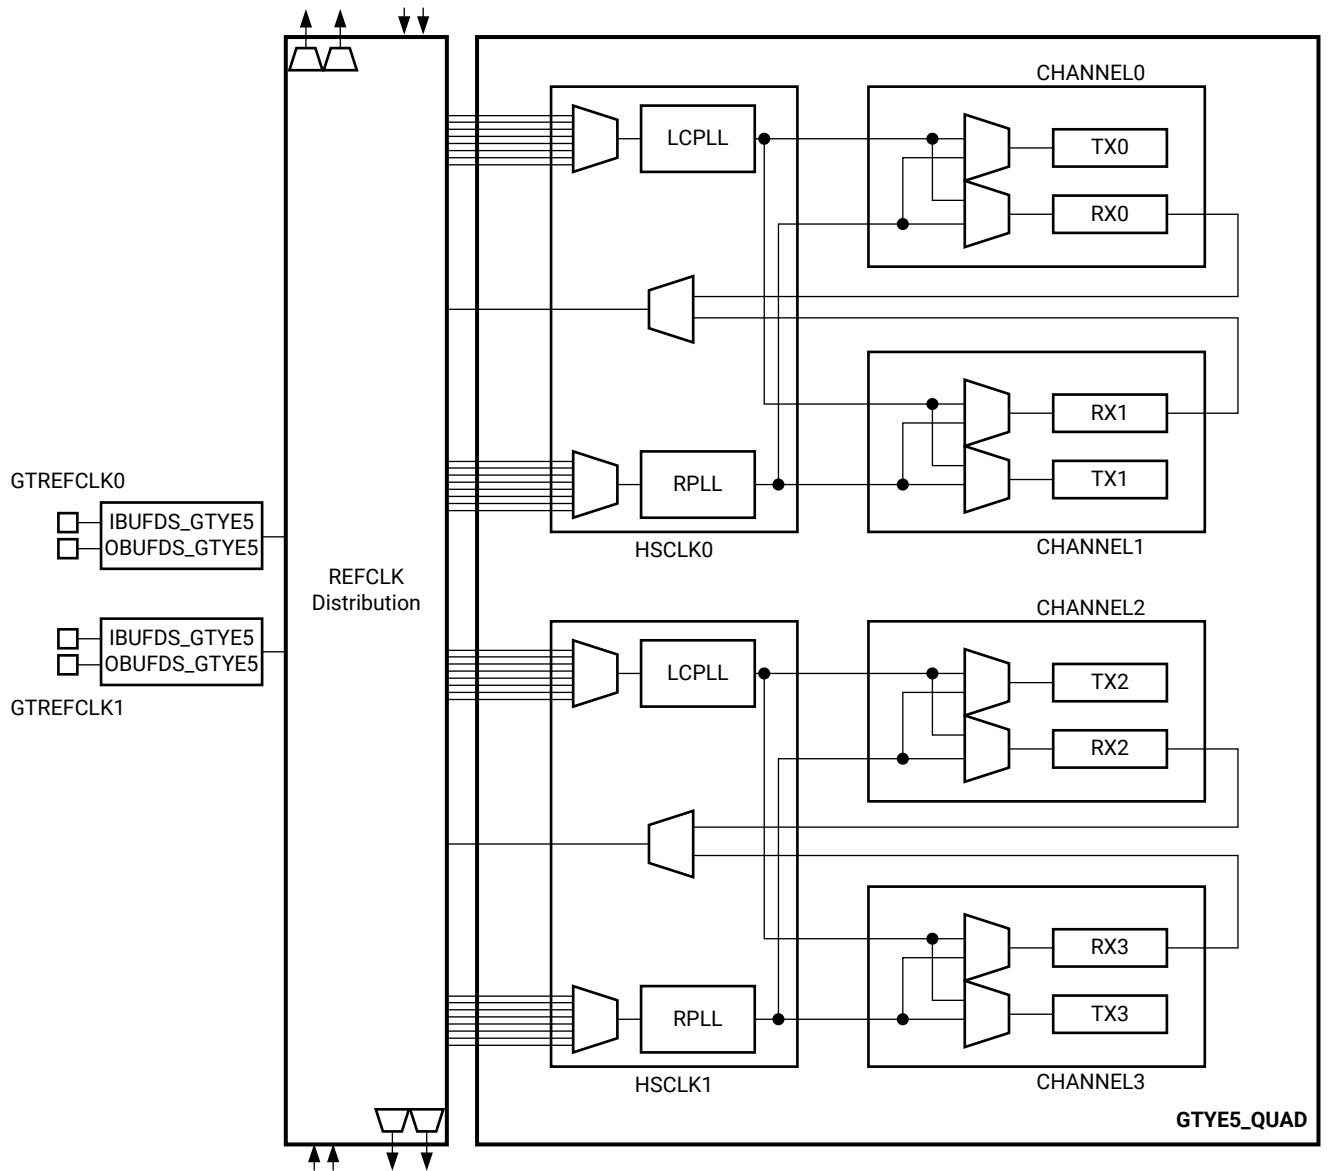 CHANNEL0
LCPLL
TX0
RX0
RX1
TX1
RPLL
HSCLK0
CHANNEL1
GTREFCLK0
IBUFDS_GTYE5
OBUFDS_GTYE5
REFCLK
Distribution
IBUFDS_GTYE5
OBUFDS_GTYE5
GTREFCLK1
CHANNEL2
LCPLL
TX2
RX2
RX3
TX3
RPLL
HSCLK1
CHANNEL3
GTYE5_QUAD